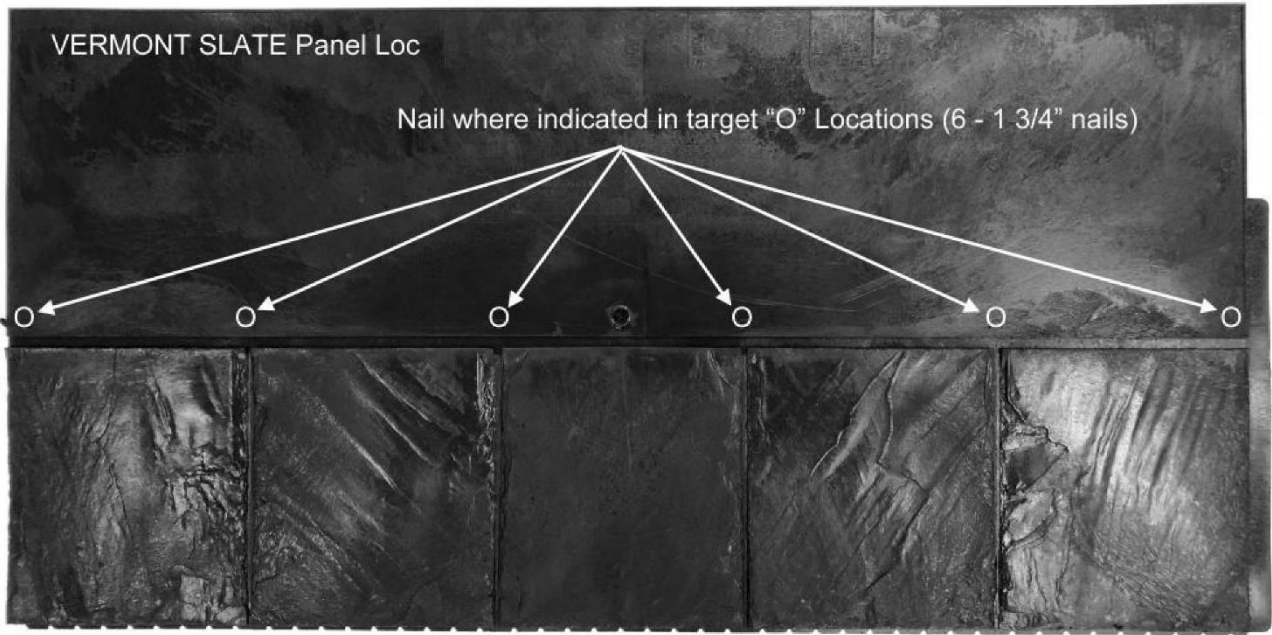 VERMONT SLATE Panel Loc
Nail where indicated in target “O” Locations (6 - 1 3/4” nails)
O O O O O O